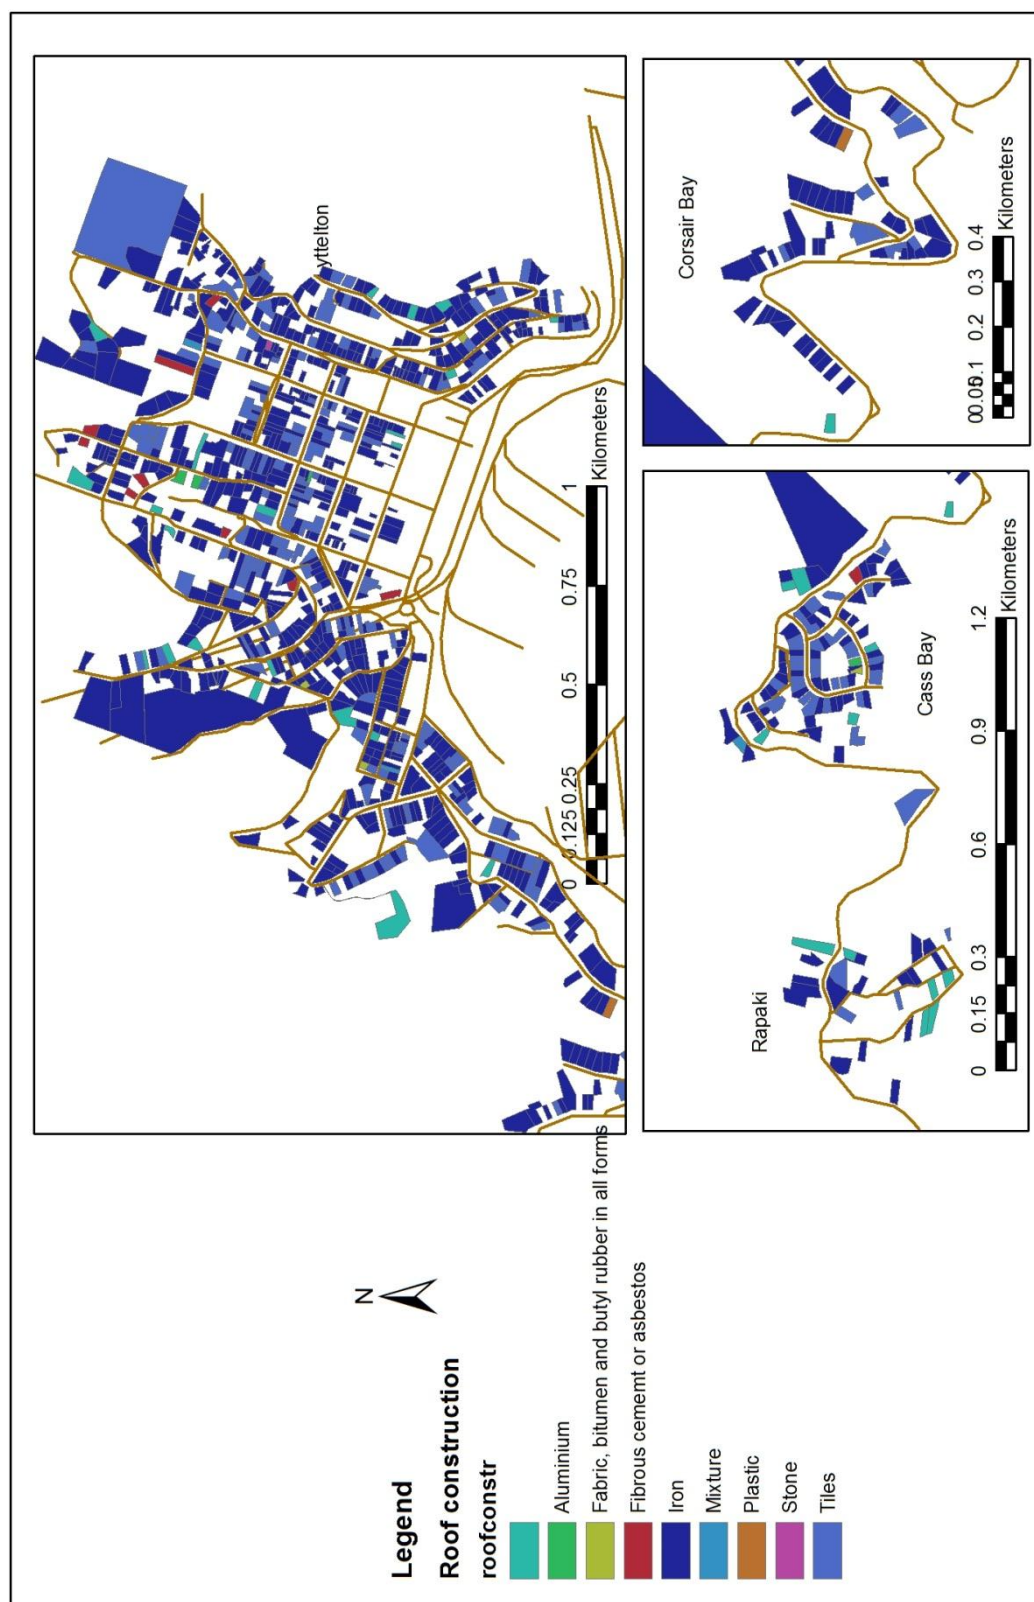 yttelton
0 0.125 0.25 0.5 0.75 1
Kilometers
Corsair Bay
0 0.05 0.1 0.2 0.3 0.4
Kilometers
Rapaki
Cass Bay
0 0.15 0.3 0.6 0.9 1.2
Kilometers
N
Legend
Roof construction
roofconstr
Aluminium
Fabric, bitumen and butyl rubber in all forms
Fibrous cememt or asbestos
Iron
Mixture
Plastic
Stone
Tiles